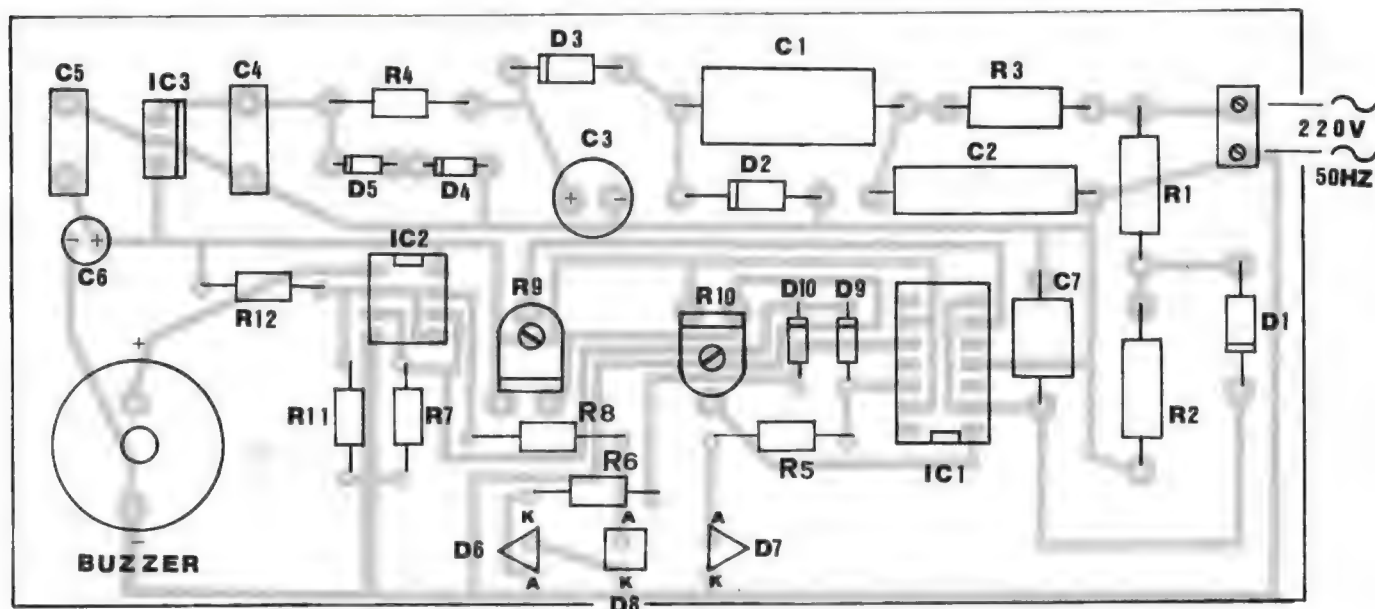 D3
C1
C5
IC3
C4
R4
R3
220V
50HZ
C3
C2
D2
D5
D4
R1
+ -
- +
C6
IC2
R12
R9
R10
D10
D9
C7
D1
+
R11
R7
R8
R5
IC1
R2
R6
K
A
A
D6
D7
A
K
K
-
BUZZER
D8